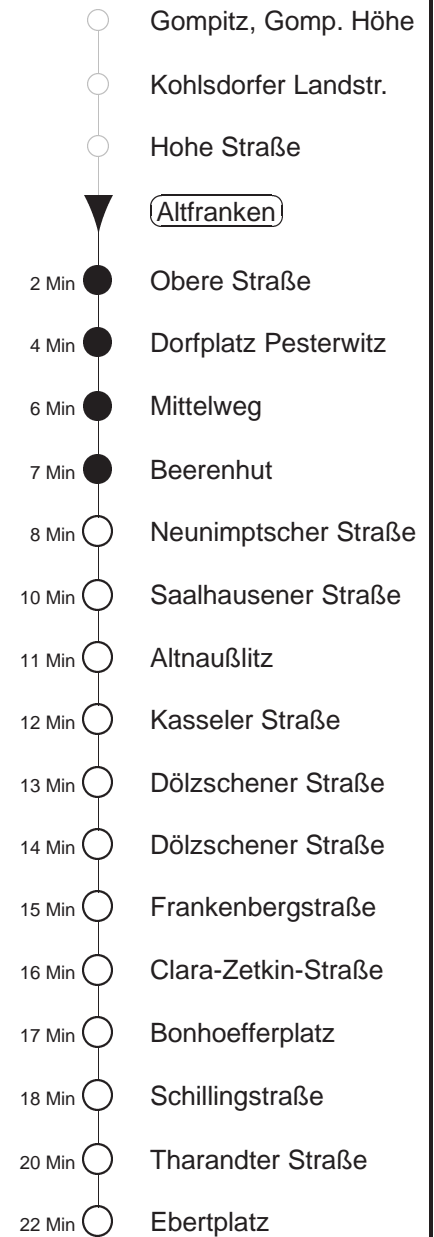 Gompitz, Gomp. Höhe
Kohlsdorfer Landstr.
Hohe Straße
Altfranken
2 Min Obere Straße
4 Min Dorfplatz Pesterwitz
6 Min Mittelweg
7 Min Beerenhut
8 Min Neunimptscher Straße
10 Min Saalhausener Straße
11 Min Altnaußlitz
12 Min Kasseler Straße
13 Min Dölzschener Straße
14 Min Dölzschener Straße
15 Min Frankenbergstraße
16 Min Clara-Zetkin-Straße
17 Min Bonhoefferplatz
18 Min Schillingstraße
20 Min Tharandter Straße
22 Min Ebertplatz